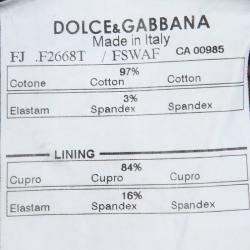 DOLCE&GABBANA
Made in Italy
FJ .F2668T / FSWAF CA 00985
97%
Cotone Cotton Cotton
3%
Elastam Spandex Spandex
LINING
84%
Cupro Cupro Cupro
16%
Elastam Spandex Spandex